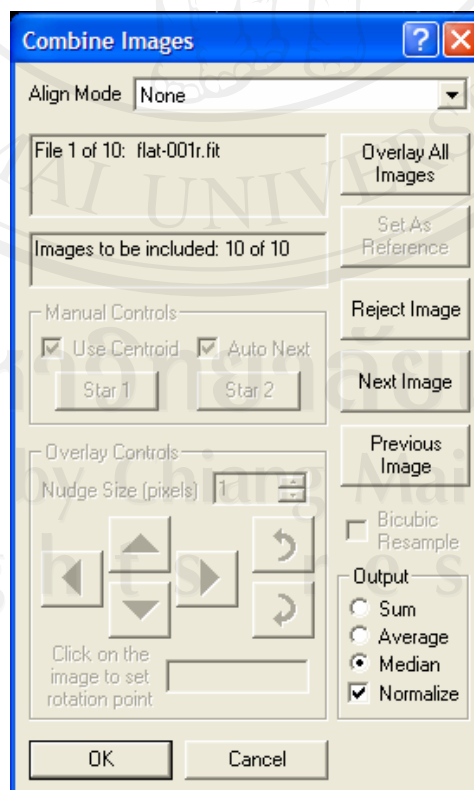 Combine Images
Align Mode None
File 1 of 10: flat-001r.fit
Overlay All
Images
Images to be included: 10 of 10
Set As
Reference
Manual Controls
Use Centroid Auto Next
Star 1 Star 2
Reject Image
Next Image
Previous
Image
Overlay Controls
Nudge Size (pixels) 1
Click on the
image to set
rotation point
Bicubic
Resample
Output
Sum
Average
Median
Normalize
OK Cancel
by Chiang Mai